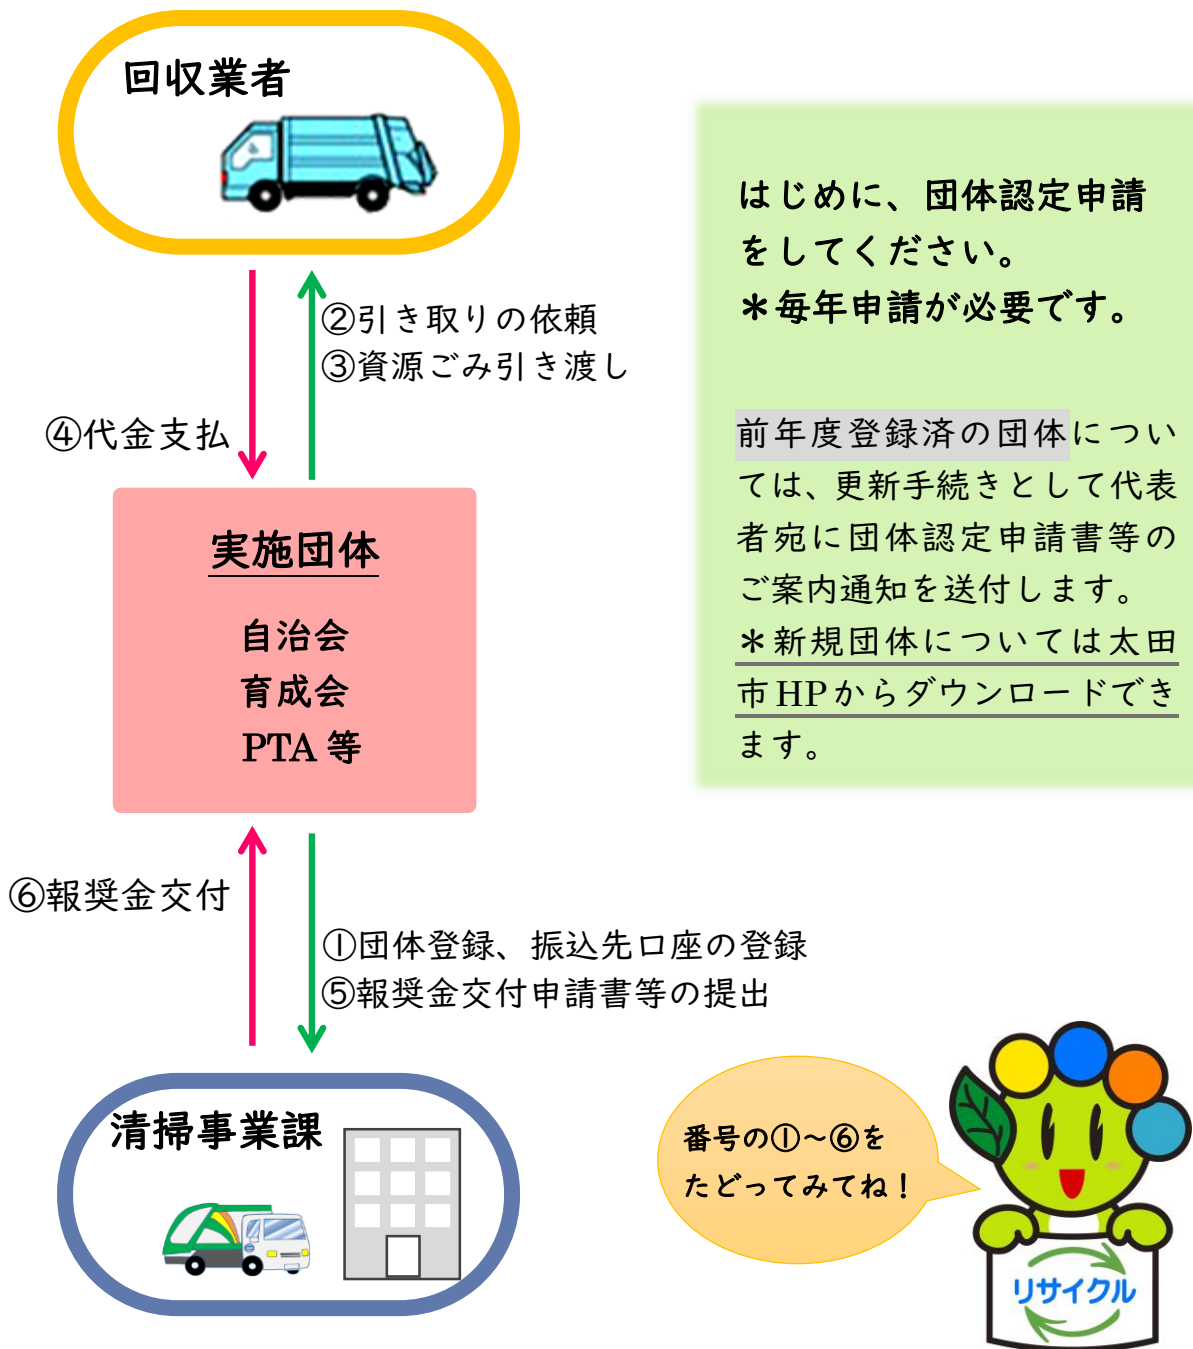 回収業者
②引き取りの依頼
③資源ごみ引き渡し
④代金支払
実施団体
自治会
育成会
PTA 等
⑥報奨金交付
①団体登録、振込先口座の登録
⑤報奨金交付申請書等の提出
清掃事業課
はじめに、団体認定申請
をしてください。
＊毎年申請が必要です。
前年度登録済の団体につい
ては、更新手続きとして代表
者宛に団体認定申請書等の
ご案内通知を送付します。
＊新規団体については太田
市HPからダウンロードでき
ます。
番号の①～⑥を
たどってみてね！
リサイクル